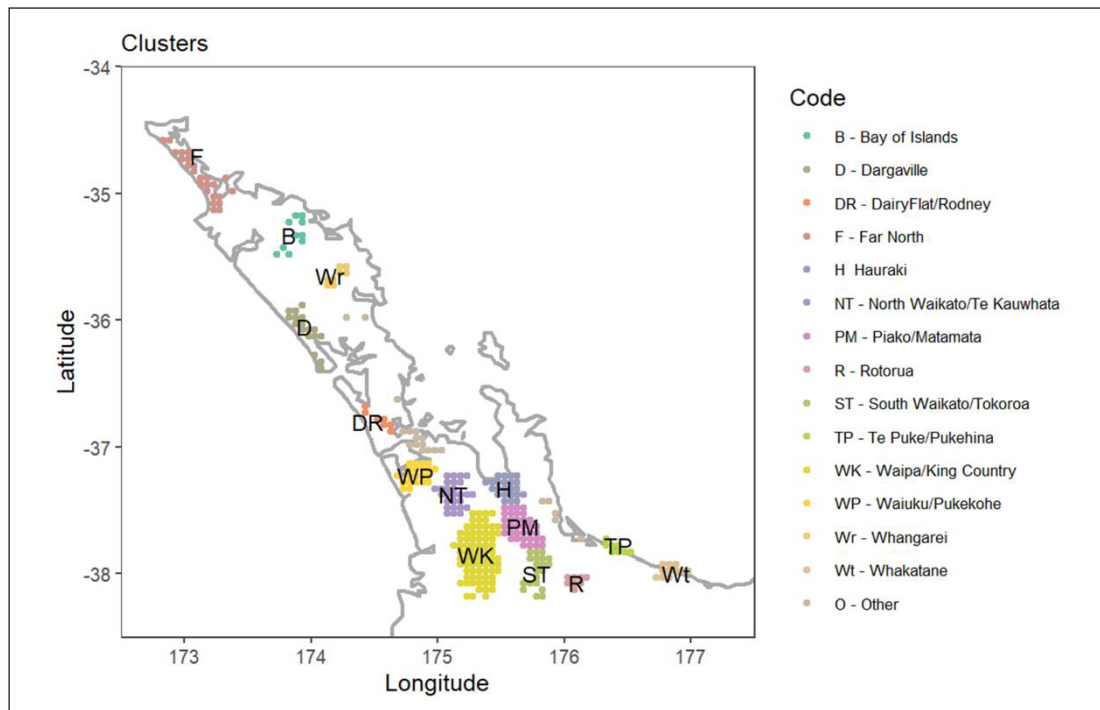 Clusters
-34
-35
-36
-37
-38
Latitude
173 174 175 176 177
Longitude
F
B
Wr
D
DR
WP
NT
H
PM
WK
ST
R
TP
Wt
Code
B - Bay of Islands
D - Dargaville
DR - DairyFlat/Rodney
F - Far North
H Hauraki
NT - North Waikato/Te Kauwhata
PM - Piako/Matamata
R - Rotorua
ST - South Waikato/Tokoroa
TP - Te Puke/Pukehina
WK - Waipa/King Country
WP - Waiuku/Pukekohe
Wr - Whangarei
Wt - Whakatane
O - Other